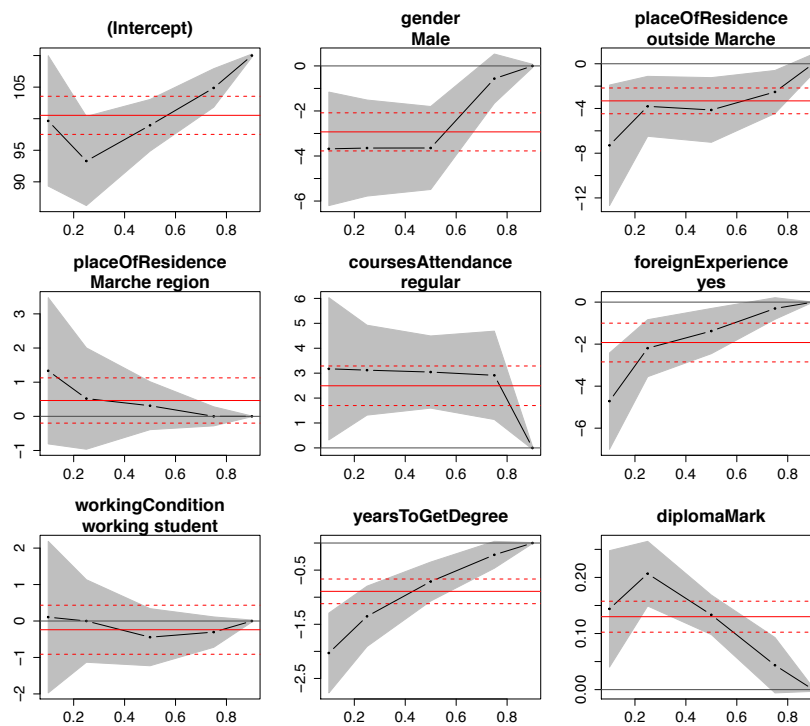 (Intercept)
90 95 105
0.2 0.4 0.6 0.8
gender
Male
0 -2 -4 -6
0.2 0.4 0.6 0.8
placeOfResidence
outside Marche
0 -4 -8 -12
0.2 0.4 0.6 0.8
placeOfResidence
Marche region
3 2 1 0 -1
0.2 0.4 0.6 0.8
coursesAttendance
regular
6 5 4 3 2 1 0
0.2 0.4 0.6 0.8
foreignExperience
yes
0 -2 -4 -6
0.2 0.4 0.6 0.8
workingCondition
working student
2 1 0 -1 -2
0.2 0.4 0.6 0.8
yearsToGetDegree
-0.5 -1.5 -2.5
0.2 0.4 0.6 0.8
diplomaMark
0.20 0.10 0.00
0.2 0.4 0.6 0.8